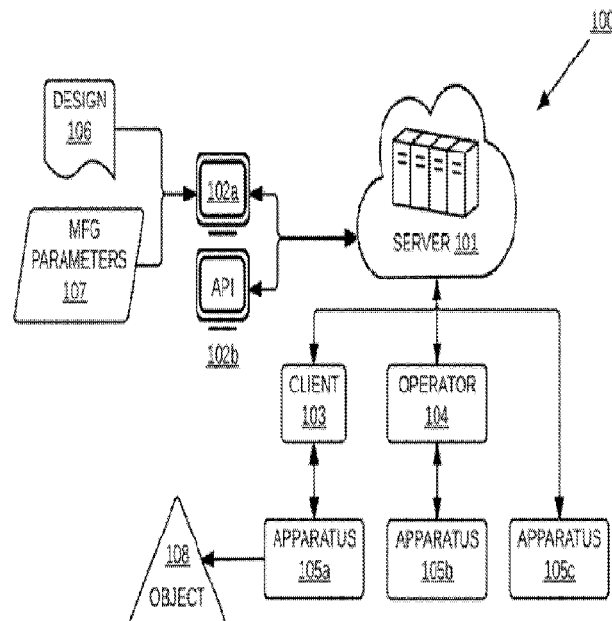 100
DESIGN
106
102a
MFG
PARAMETERS
107
API
102b
SERVER 101
CLIENT
103
OPERATOR
104
APPARATUS
105a
APPARATUS
105b
APPARATUS
105c
108
OBJECT